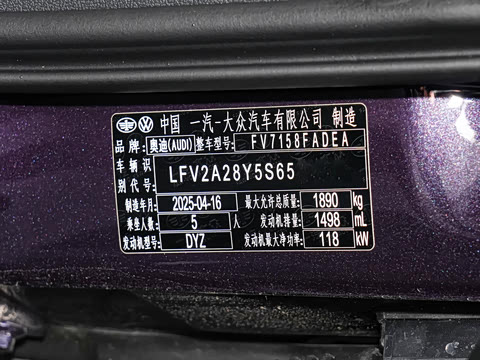 中国 一汽-大众汽车有限公司 制造
品牌: 奥迪(AUDI) 整车型号: FV7158FADEA
车辆识别代号: LFV2A28Y5S65
制造年月 2025-04-16 最大允许总质量 1890 kg
乘坐人数 5 人 发动机排量 1498 mL
发动机型号 DYZ 发动机最大净功率 118 kW